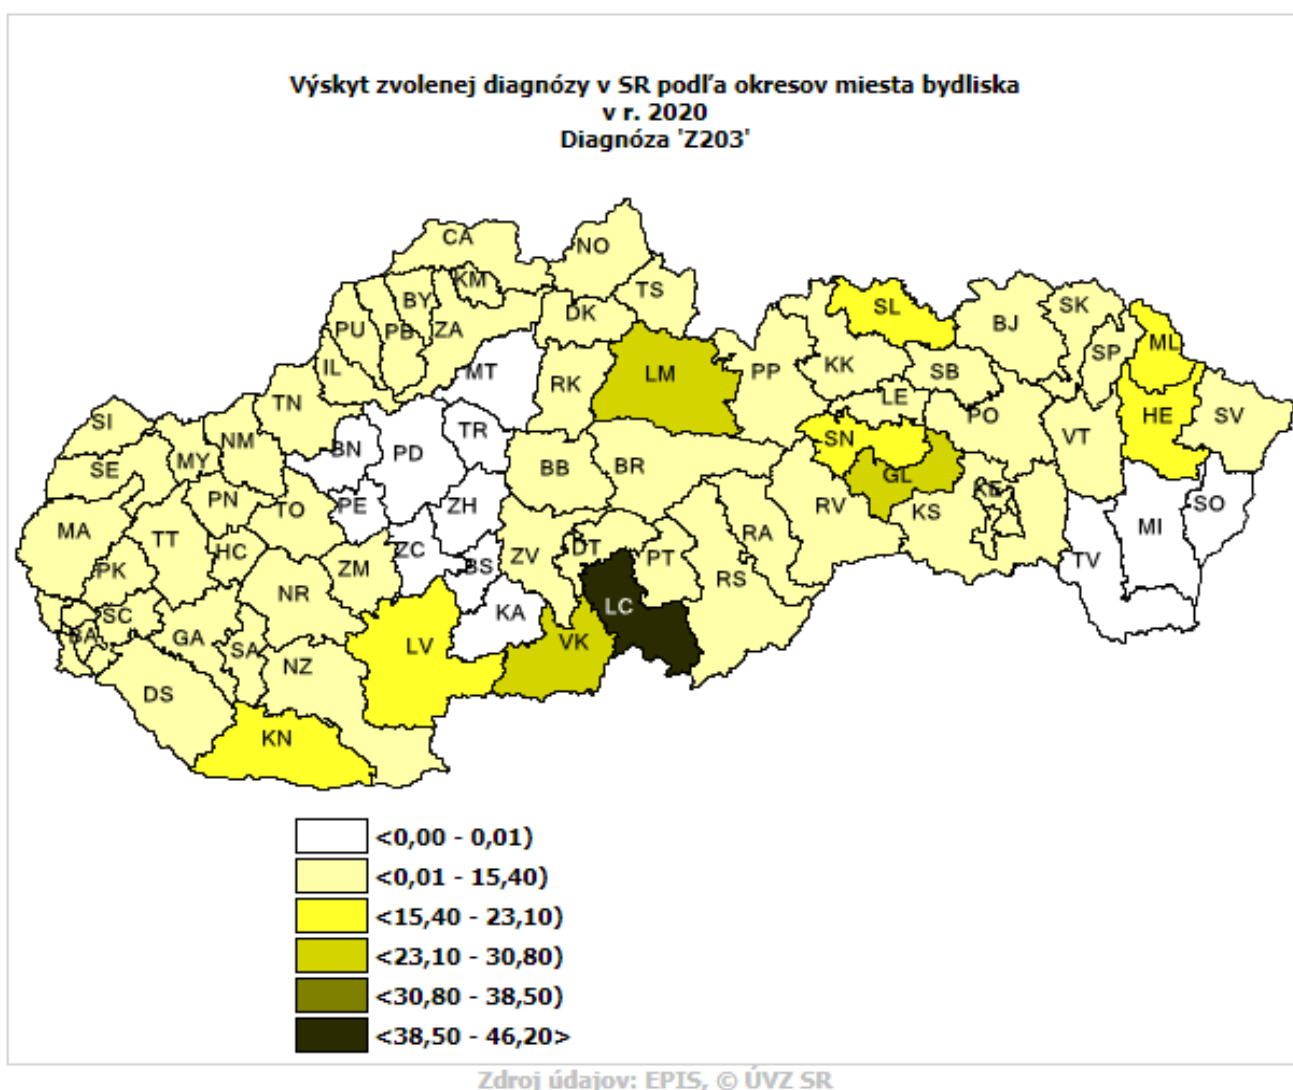 Výskyt zvolenej diagnózy v SR podľa okresov miesta bydliska
v r. 2020
Diagnóza 'Z203'
CA
NO
KM
TS
BY
DK
PU
PB
ZA
SL
BJ
SK
ML
SP
IL
MT
RK
LM
PP
KK
SB
TN
LE
SI
NM
TR
SN
PO
HE
SV
BN
PD
VT
SE
MY
BB
BR
GL
PN
TO
PE
ZH
RV
KE
SO
MA
TT
HC
ZC
ZV
DT
PT
RA
KS
MI
PK
ZM
BS
RS
TV
NR
SC
KA
LC
BA
GA
SA
LV
VK
DS
NZ
KN
<0,00 - 0,01)
<0,01 - 15,40)
<15,40 - 23,10)
<23,10 - 30,80)
<30,80 - 38,50)
<38,50 - 46,20>
Zdroj údajov: EPIS, © ÚVZ SR